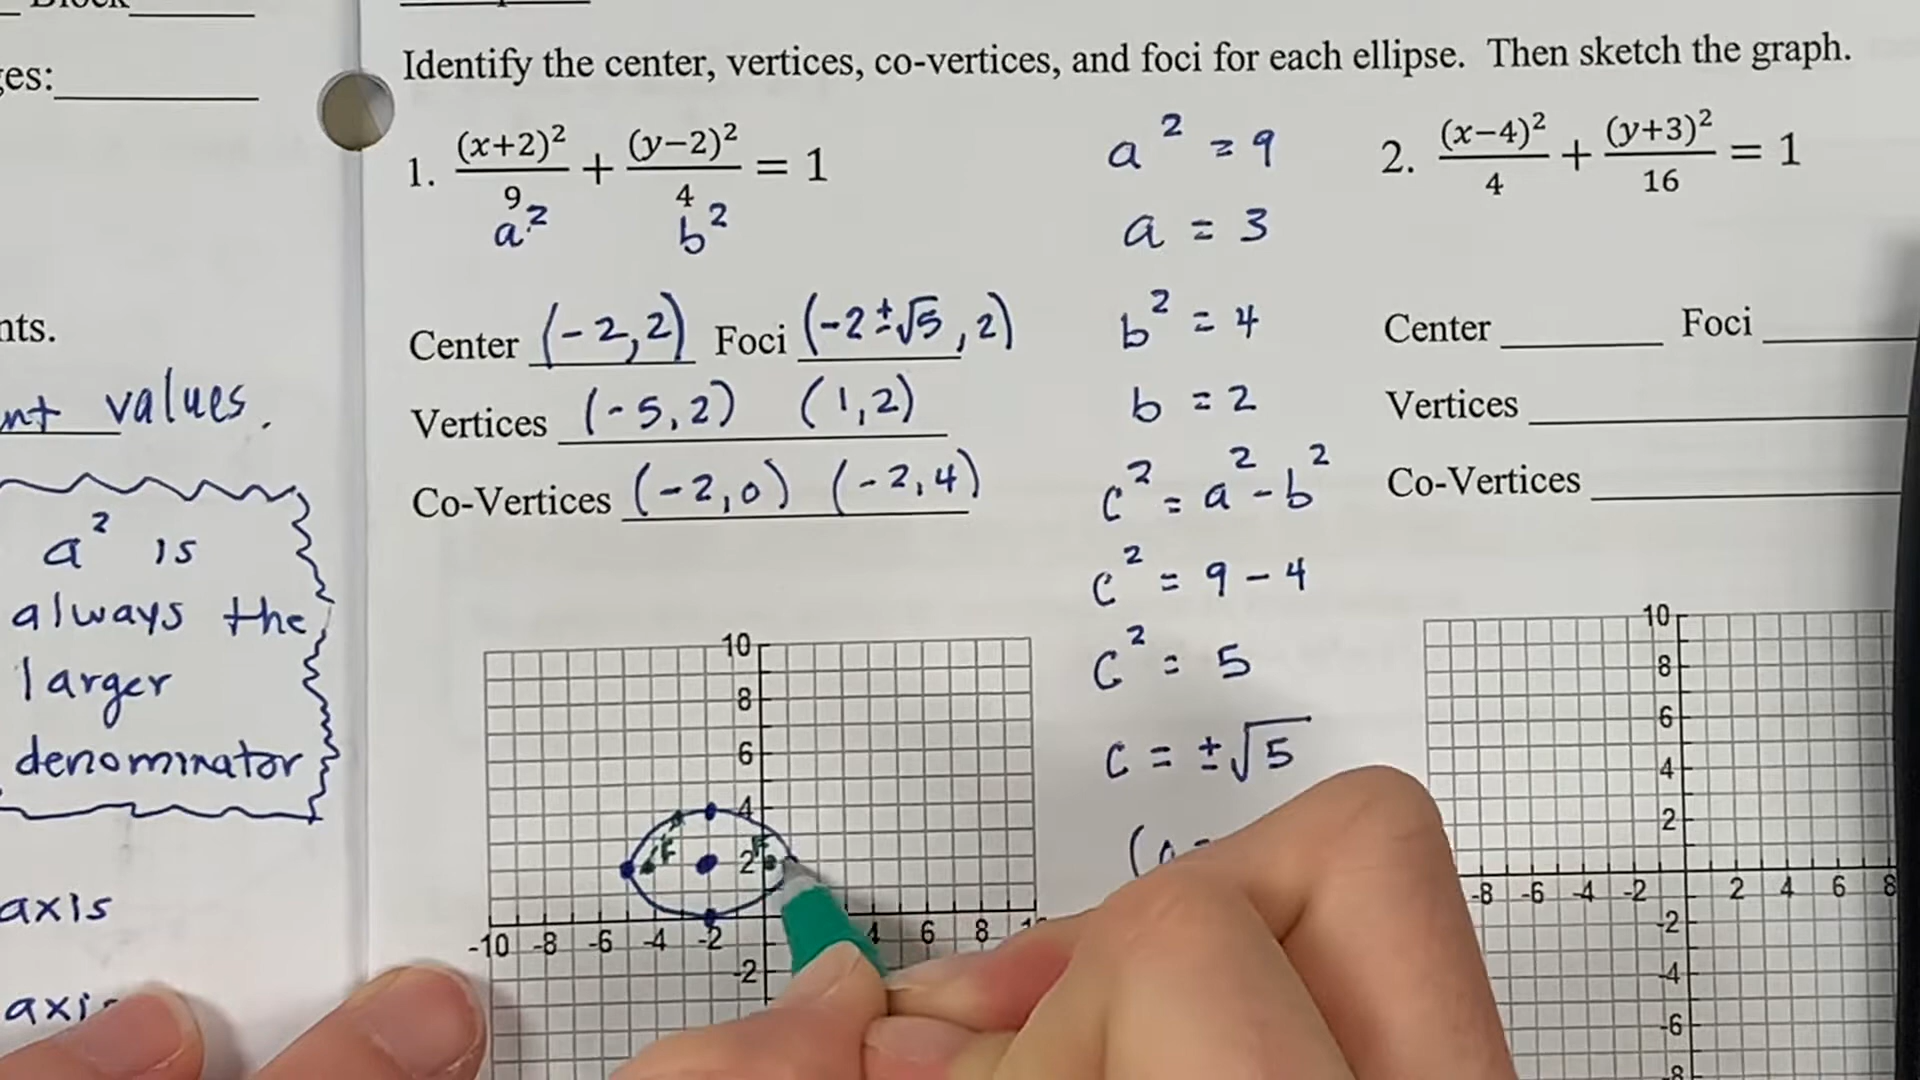 ges:
Identify the center, vertices, co-vertices, and foci for each ellipse. Then sketch the graph.
1. (x+2)²/9 + (y−2)²/4 = 1
a² b²
Center (-2,2) Foci (-2±√5,2)
Vertices (-5,2) (1,2)
Co-Vertices (-2,0) (-2,4)
a² = 9
a = 3
b² = 4
b = 2
c² = a² - b²
c² = 9 - 4
c² = 5
c = ±√5
2. (x−4)²/4 + (y+3)²/16 = 1
Center Foci
Vertices
Co-Vertices
nts.
values.
a² is
always the
larger
denominator
axis
10
8
6
4
2
-10 -8 -6 -4 -2 4 6 8
-2
F F
10
8
6
4
2
-8 -6 -4 -2 2 4 6 8
-2
-4
-6
-8